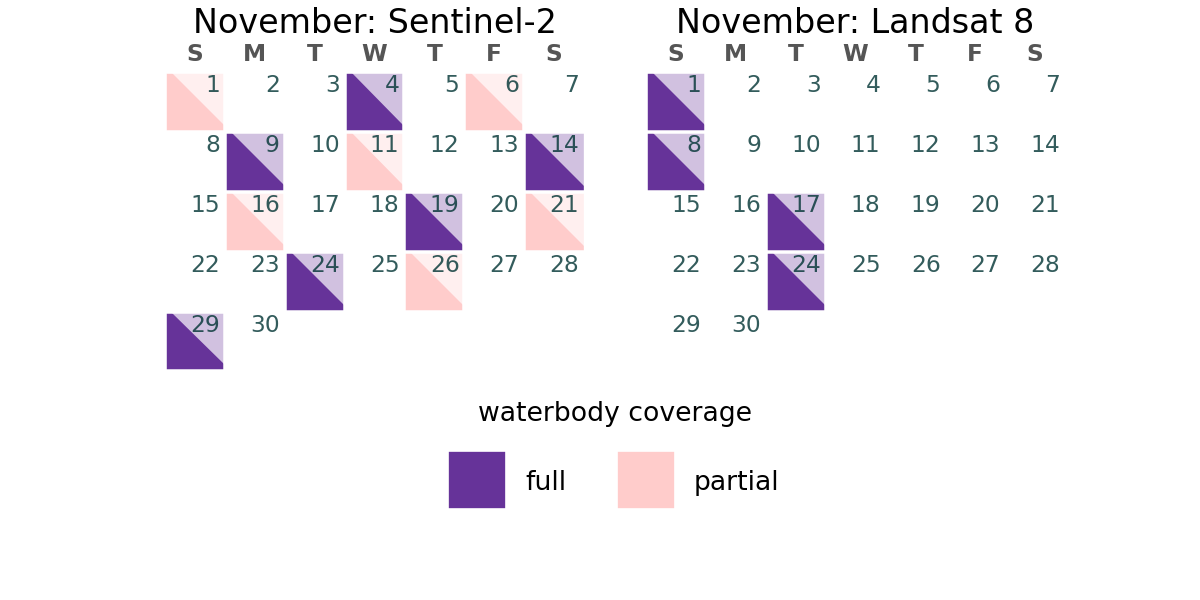 November: Sentinel-2
S M T W T F S
1 2 3 4 5 6 7
8 9 10 11 12 13 14
15 16 17 18 19 20 21
22 23 24 25 26 27 28
29 30
November: Landsat 8
S M T W T F S
1 2 3 4 5 6 7
8 9 10 11 12 13 14
15 16 17 18 19 20 21
22 23 24 25 26 27 28
29 30
waterbody coverage
full
partial